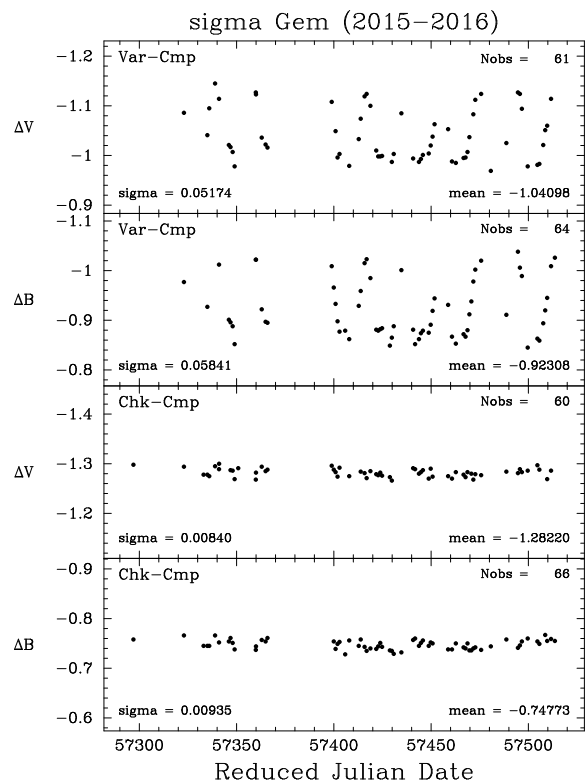 sigma Gem (2015−2016)
−1.2
Var−Cmp Nobs = 61
−1.1
ΔV
−1
sigma = 0.05174 mean = −1.04098
−0.9
−1.1
Var−Cmp Nobs = 64
−1
ΔB
−0.9
−0.8
sigma = 0.05841 mean = −0.92308
Chk−Cmp Nobs = 60
−1.4
−1.3
ΔV
−1.2
sigma = 0.00840 mean = −1.28220
−0.9
Chk−Cmp Nobs = 66
−0.8
ΔB
−0.7
sigma = 0.00935 mean = −0.74773
−0.6
57300 57350 57400 57450 57500
Reduced Julian Date